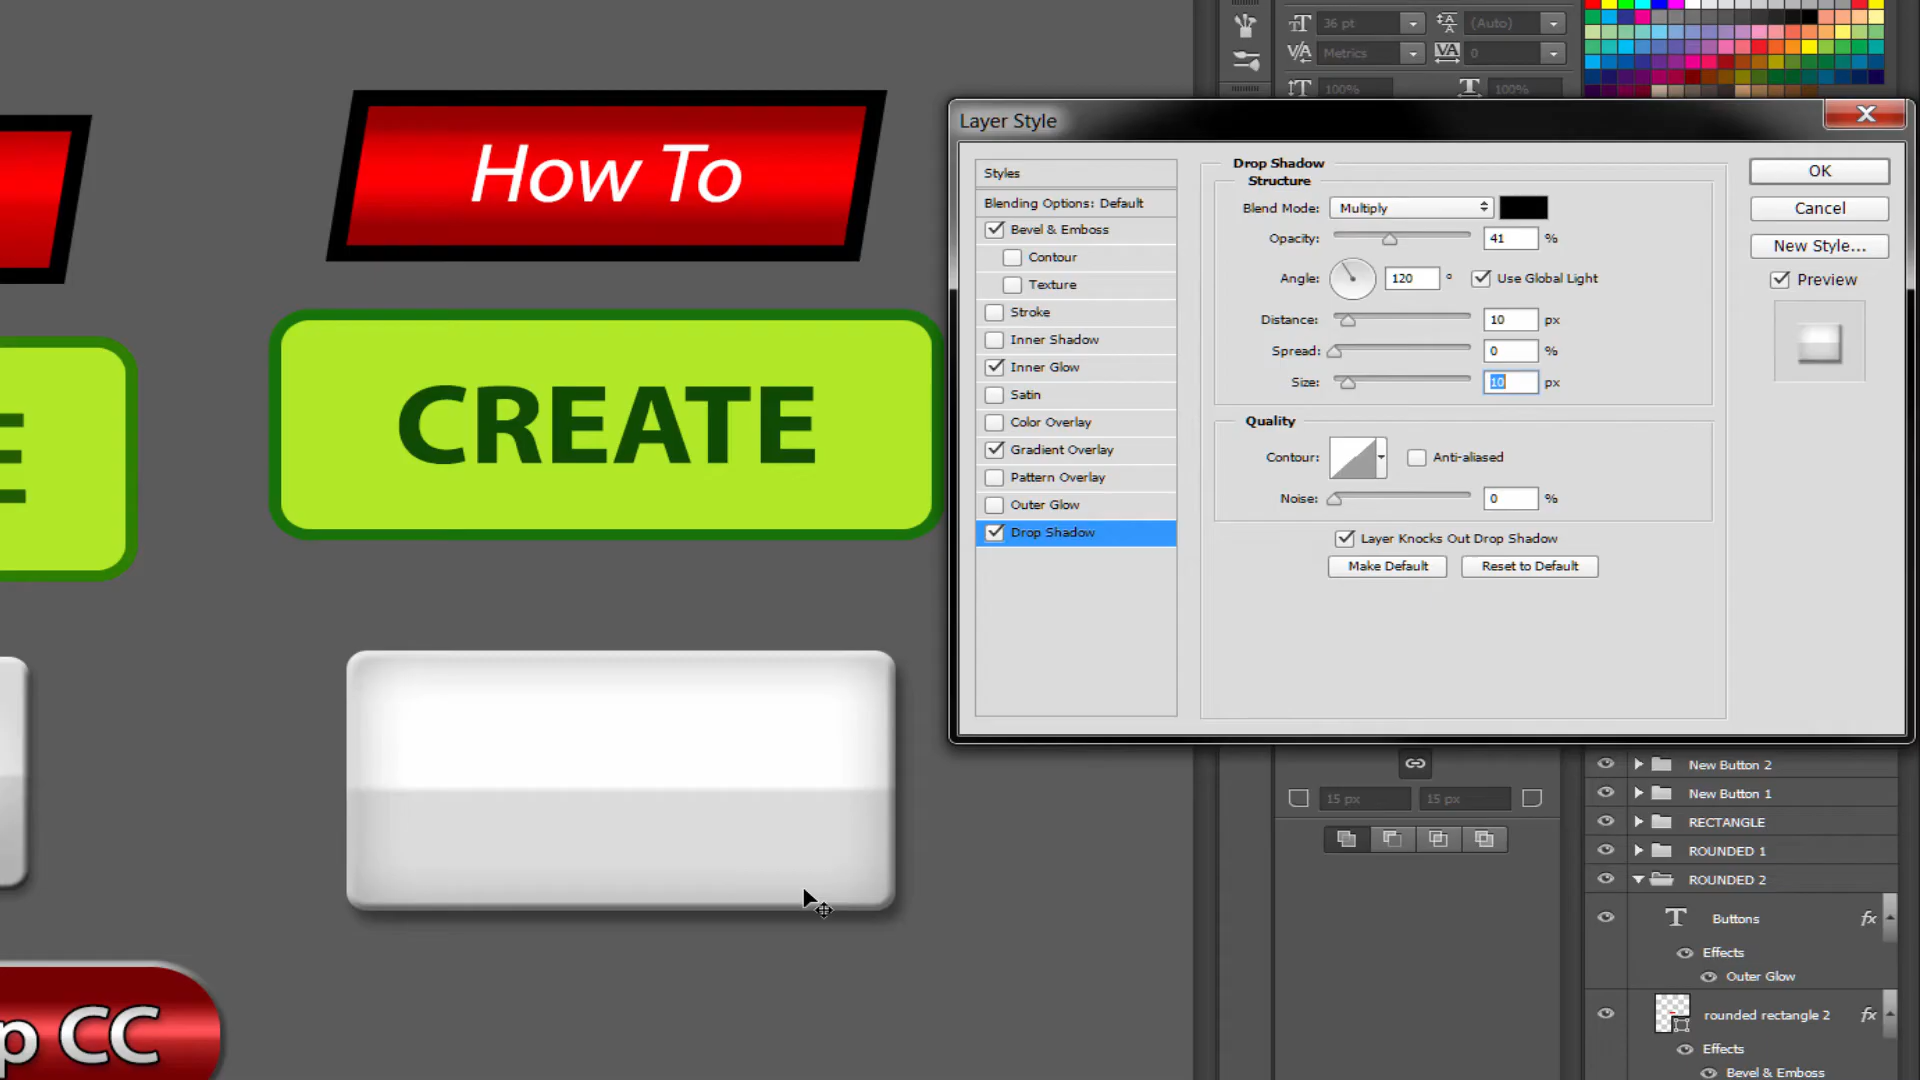 36 pt
(Auto)
Metrics
0
100%
100%
How To
CREATE
E
p CC
Layer Style
Styles
Blending Options: Default
Bevel & Emboss
Contour
Texture
Stroke
Inner Shadow
Inner Glow
Satin
Color Overlay
Gradient Overlay
Pattern Overlay
Outer Glow
Drop Shadow
Drop Shadow
Structure
Blend Mode: Multiply
Opacity: 41 %
Angle: 120 ° Use Global Light
Distance: 10 px
Spread: 0 %
Size: 10 px
Quality
Contour: Anti-aliased
Noise: 0 %
Layer Knocks Out Drop Shadow
Make Default Reset to Default
OK
Cancel
New Style...
Preview
15 px 15 px
New Button 2
New Button 1
RECTANGLE
ROUNDED 1
ROUNDED 2
T Buttons fx
Effects
Outer Glow
rounded rectangle 2 fx
Effects
Bevel & Emboss